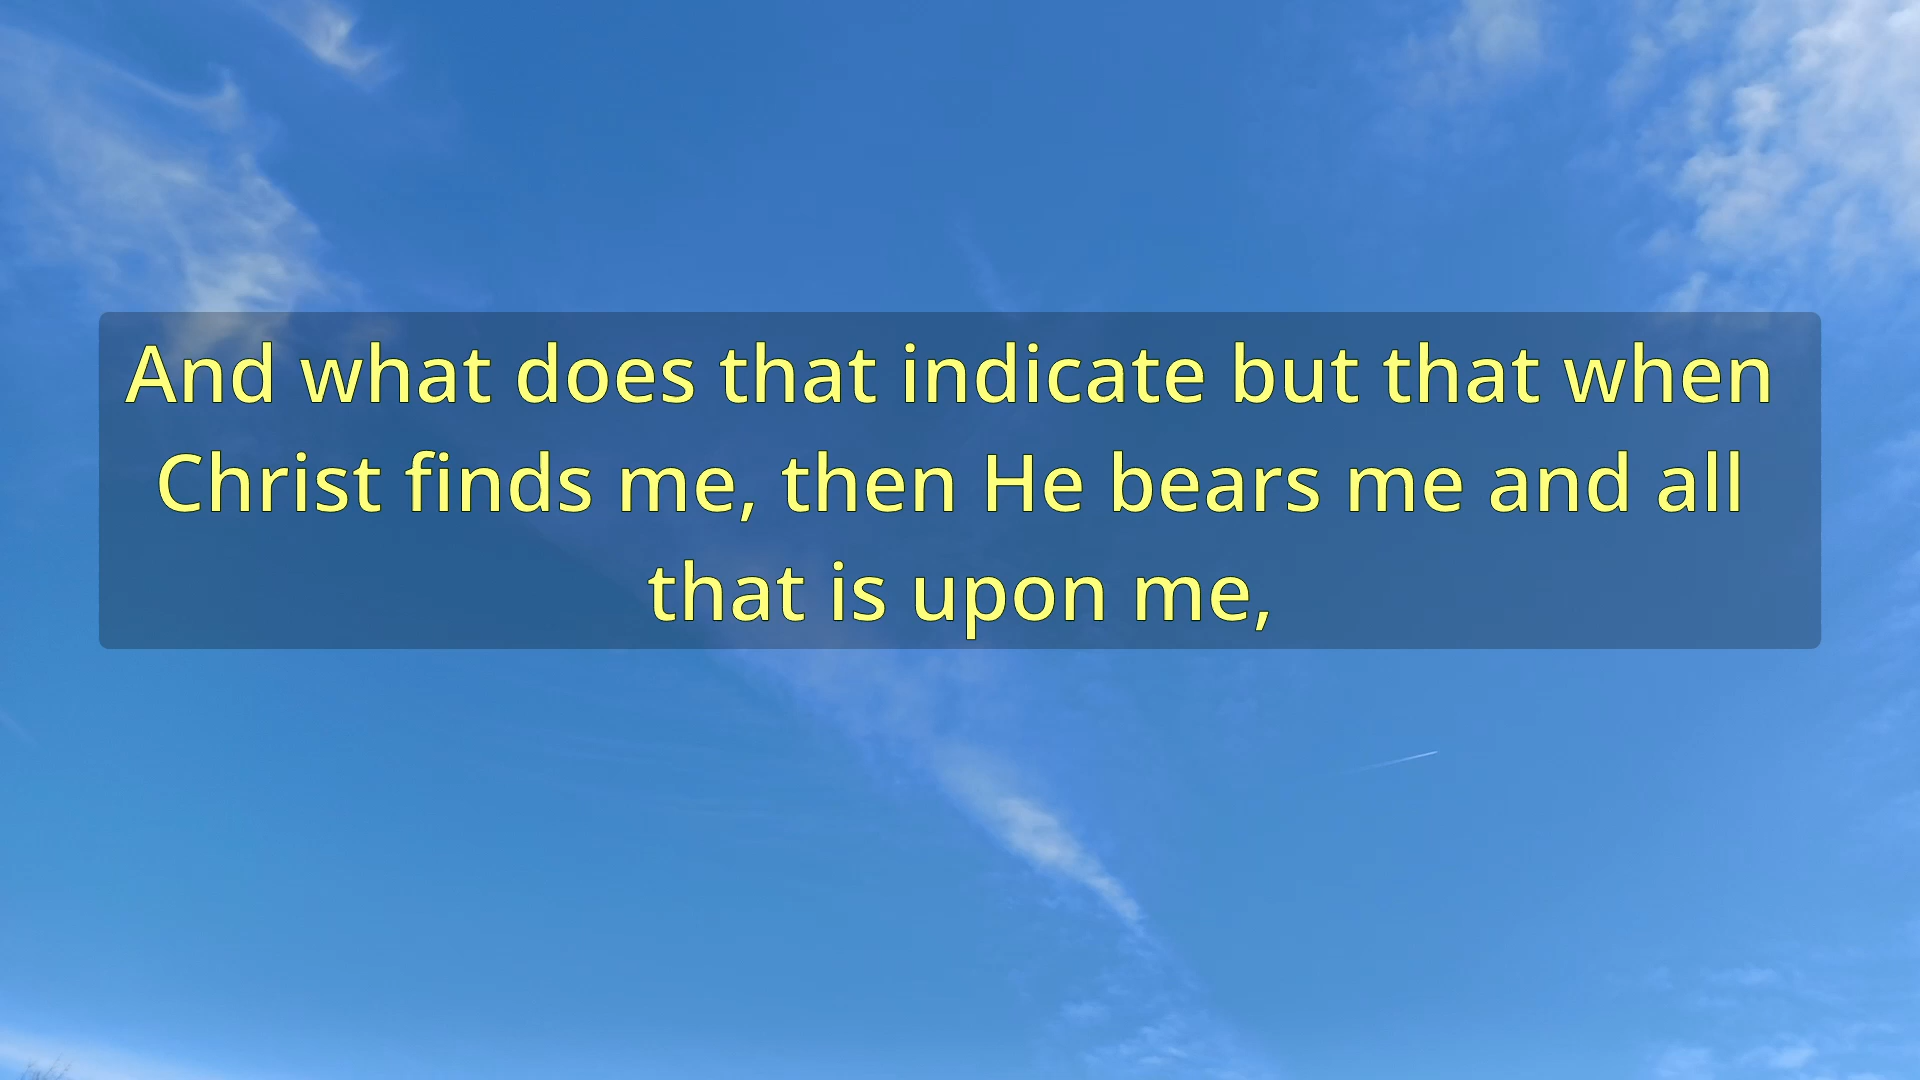 And what does that indicate but that when
Christ finds me, then He bears me and all
that is upon me,